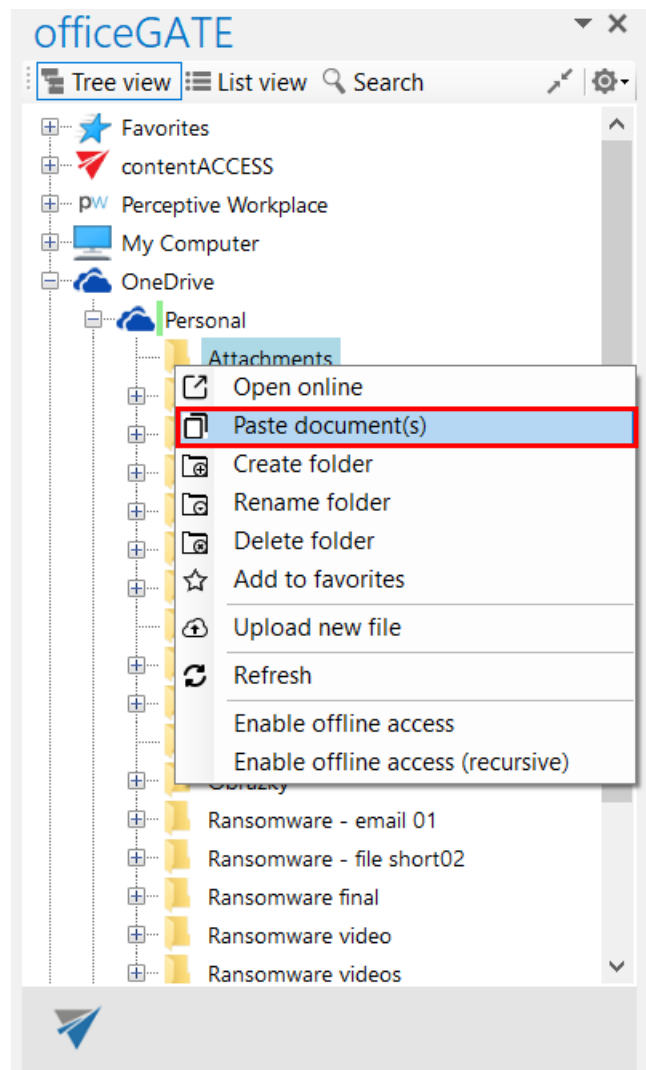 officeGATE
Tree view List view Search
Favorites
contentACCESS
pw Perceptive Workplace
My Computer
OneDrive
Personal
Attachments
Open online
Paste document(s)
Create folder
Rename folder
Delete folder
Add to favorites
Upload new file
Refresh
Enable offline access
Enable offline access (recursive)
Obrázky
Ransomware - email 01
Ransomware - file short02
Ransomware final
Ransomware video
Ransomware videos